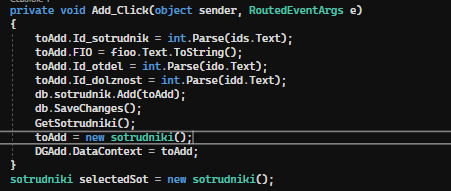 private void Add_Click(object sender, RoutedEventArgs e)
{
toAdd.Id_sotrudnik = int.Parse(ids.Text);
toAdd.FIO = fioo.Text.ToString();
toAdd.Id_otdel = int.Parse(ido.Text);
toAdd.Id_dolznost = int.Parse(idd.Text);
db.sotrudnik.Add(toAdd);
db.SaveChanges();
GetSotrudniki();
toAdd = new sotrudniki();
DGAdd.DataContext = toAdd;
}
sotrudniki selectedSot = new sotrudniki();